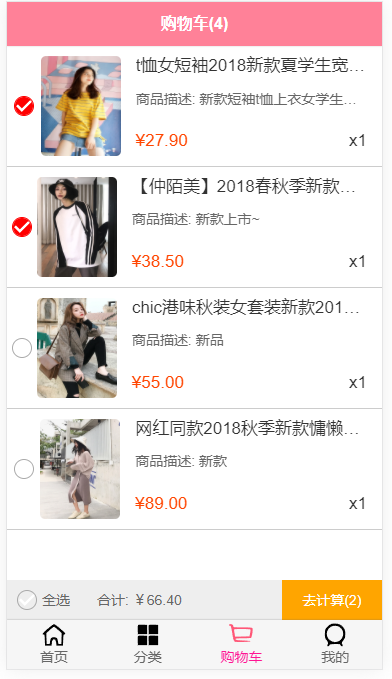 购物车(4)
t恤女短袖2018新款夏学生宽…
商品描述: 新款短袖t恤上衣女学生...
¥27.90 x1
【仲陌美】2018春秋季新款…
商品描述: 新款上市~
¥38.50 x1
chic港味秋装女套装新款201…
商品描述: 新品
¥55.00 x1
网红同款2018秋季新款慵懒…
商品描述: 新款
¥89.00 x1
全选 合计: ¥66.40 去计算(2)
首页 分类 购物车 我的